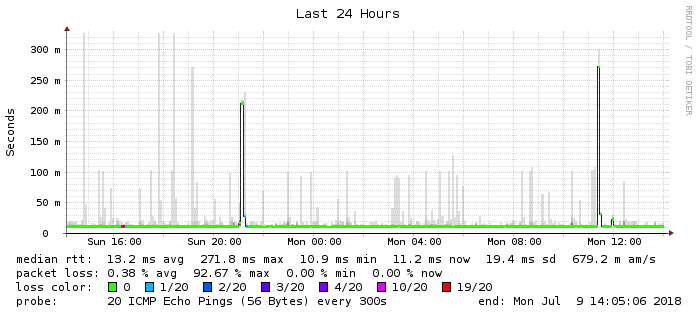 Last 24 Hours
RRDTOOL / TOBI OETIKER
Seconds
300 m
250 m
200 m
150 m
100 m
50 m
0
Sun 16:00 Sun 20:00 Mon 00:00 Mon 04:00 Mon 08:00 Mon 12:00
median rtt: 13.2 ms avg 271.8 ms max 10.9 ms min 11.2 ms now 19.4 ms sd 679.2 m am/s
packet loss: 0.38 % avg 92.67 % max 0.00 % min 0.00 % now
loss color: 0 1/20 2/20 3/20 4/20 10/20 19/20
probe: 20 ICMP Echo Pings (56 Bytes) every 300s end: Mon Jul 9 14:05:06 2018